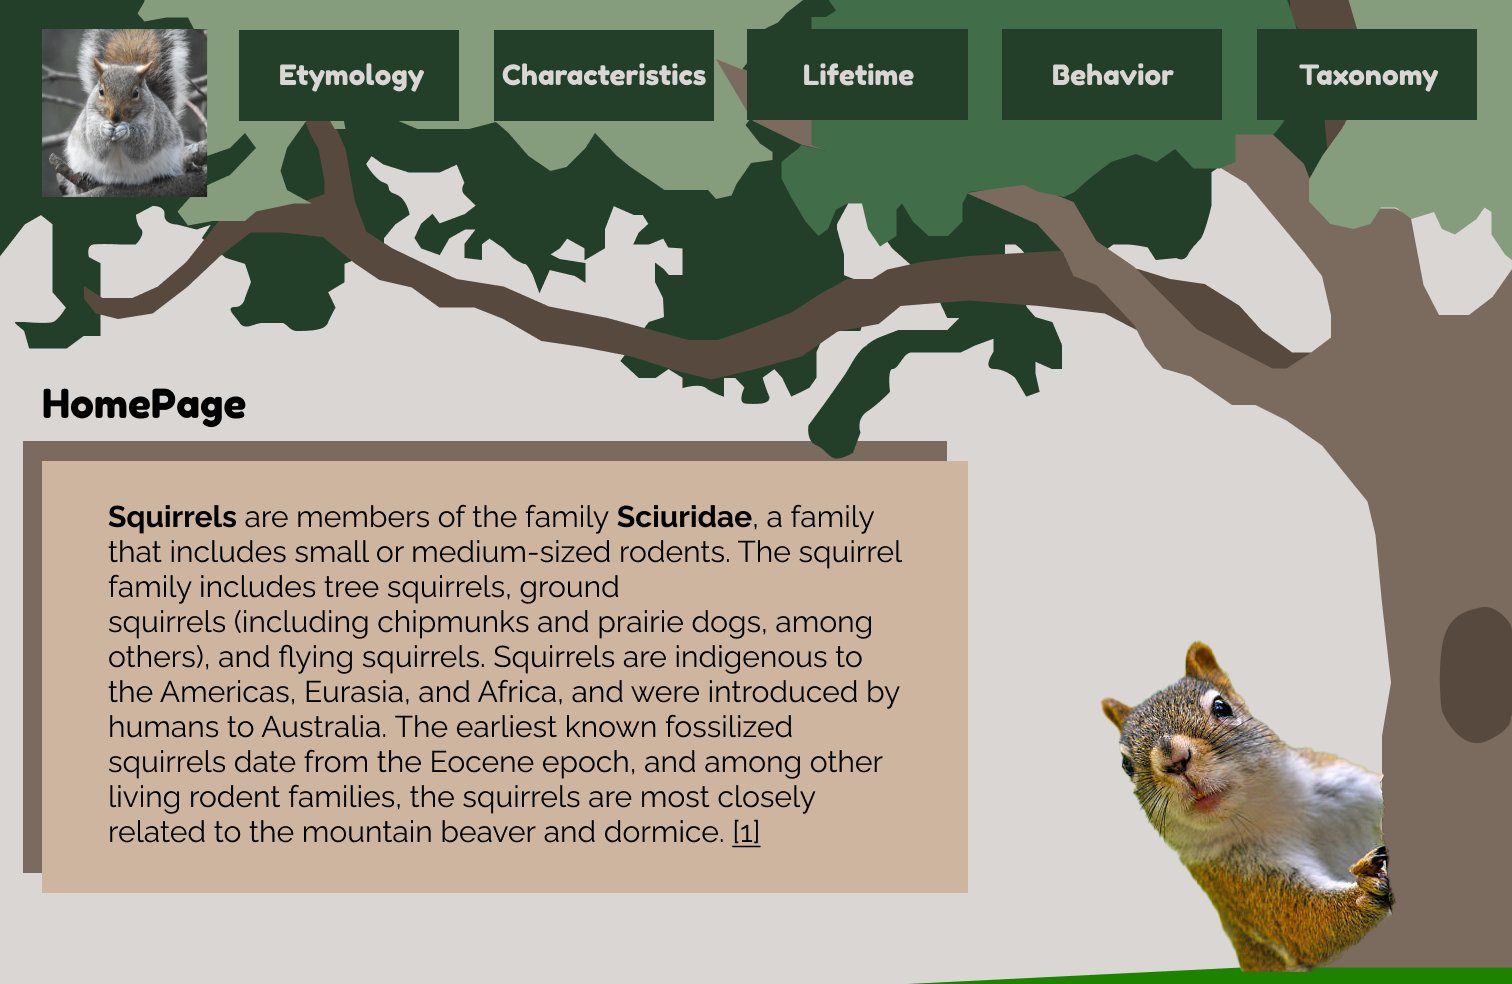 Etymology
Characteristics
Lifetime
Behavior
Taxonomy
HomePage
Squirrels are members of the family Sciuridae, a family
that includes small or medium-sized rodents. The squirrel
family includes tree squirrels, ground
squirrels (including chipmunks and prairie dogs, among
others), and flying squirrels. Squirrels are indigenous to
the Americas, Eurasia, and Africa, and were introduced by
humans to Australia. The earliest known fossilized
squirrels date from the Eocene epoch, and among other
living rodent families, the squirrels are most closely
related to the mountain beaver and dormice. [1]